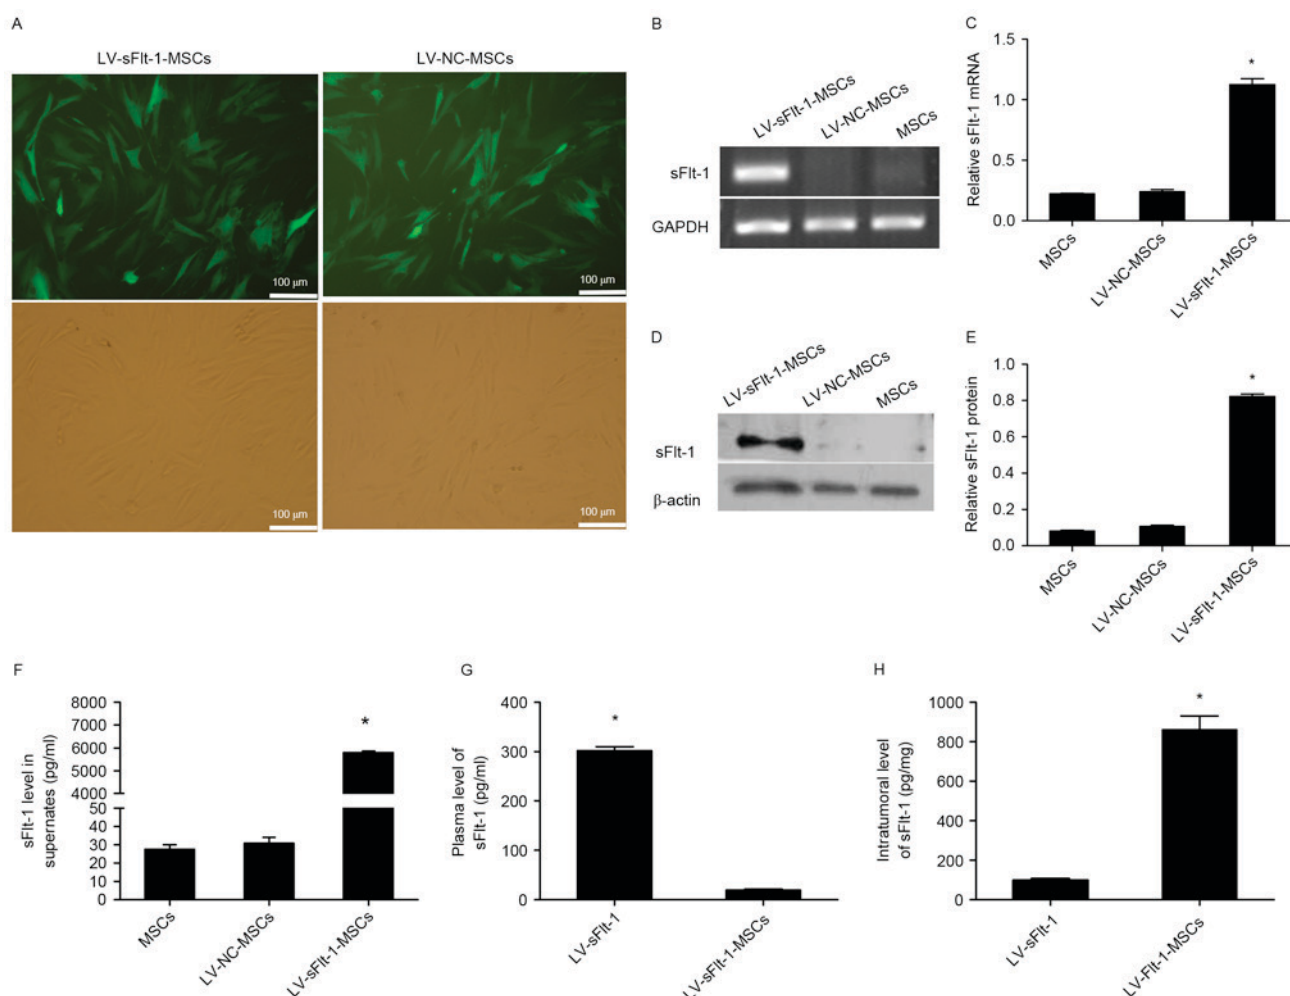 A
LV-sFlt-1-MSCs
LV-NC-MSCs
100 μm
100 μm
100 μm
100 μm
B
LV-sFlt-1-MSCs
LV-NC-MSCs
MSCs
sFlt-1
GAPDH
C
Relative sFlt-1 mRNA
1.5
1.0
0.5
0.0
*
MSCs
LV-NC-MSCs
LV-sFlt-1-MSCs
D
LV-sFlt-1-MSCs
LV-NC-MSCs
MSCs
sFlt-1
β-actin
E
Relative sFlt-1 protein
1.0
0.8
0.6
0.4
0.2
0.0
*
MSCs
LV-NC-MSCs
LV-sFlt-1-MSCs
F
sFlt-1 level in
supernates (pg/ml)
8000
7000
6000
5000
4000
50
40
30
20
10
0
*
MSCs
LV-NC-MSCs
LV-sFlt-1-MSCs
G
Plasma level of
sFlt-1 (pg/ml)
400
300
200
100
0
*
LV-sFlt-1
LV-sFlt-1-MSCs
H
Intratumoral level
of sFlt-1 (pg/mg)
1000
800
600
400
200
0
*
LV-sFlt-1
LV-Flt-1-MSCs